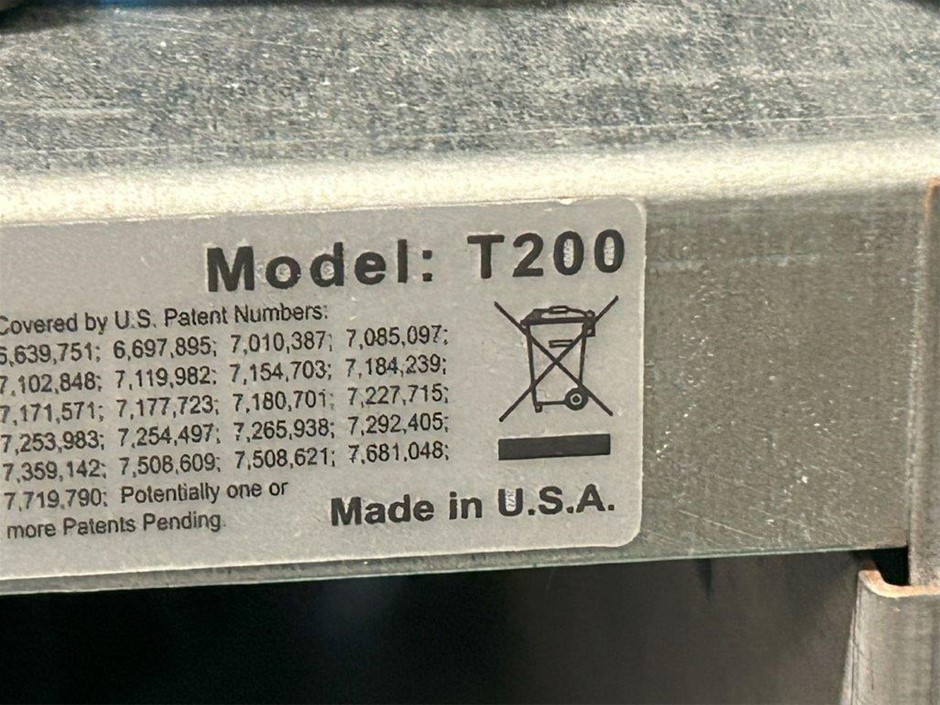 Model: T200
Covered by U.S. Patent Numbers:
6,639,751; 6,697,895; 7,010,387; 7,085,097;
7,102,848; 7,119,982; 7,154,703; 7,184,239;
7,171,571; 7,177,723; 7,180,701; 7,227,715;
7,253,983; 7,254,497; 7,265,938; 7,292,405;
7,359,142; 7,508,609; 7,508,621; 7,681,048;
7,719,790; Potentially one or
more Patents Pending.
Made in U.S.A.